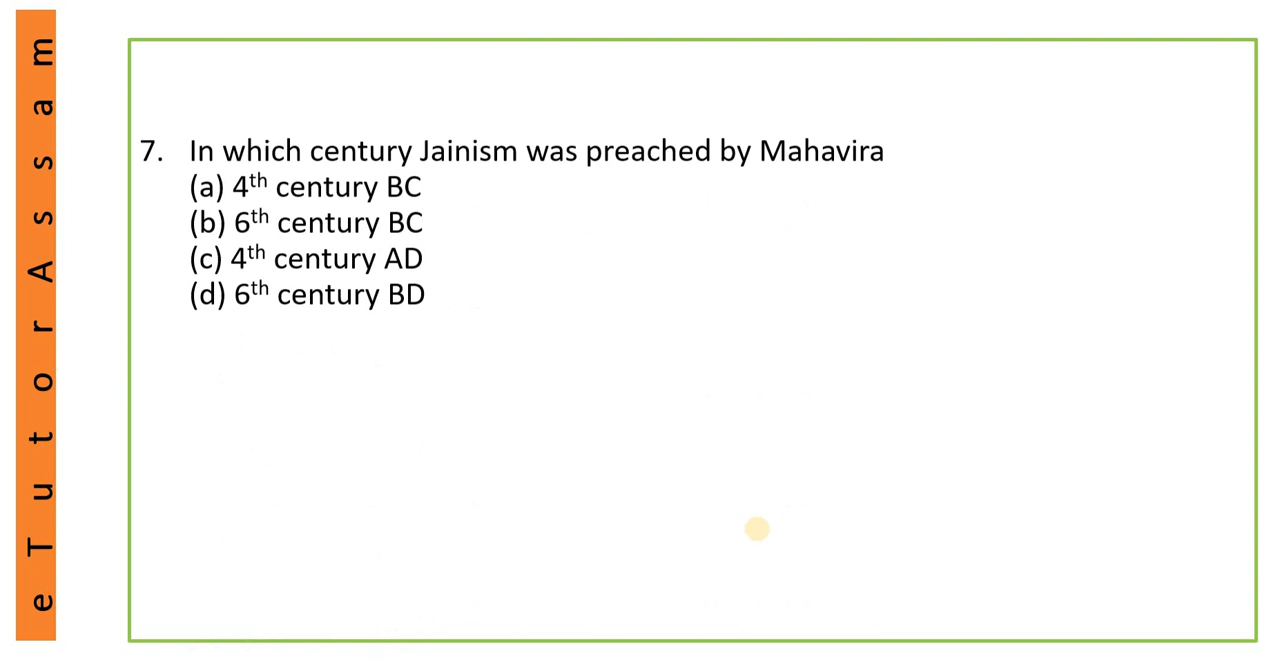 eTutorAssam
7. In which century Jainism was preached by Mahavira
(a) 4th century BC
(b) 6th century BC
(c) 4th century AD
(d) 6th century BD